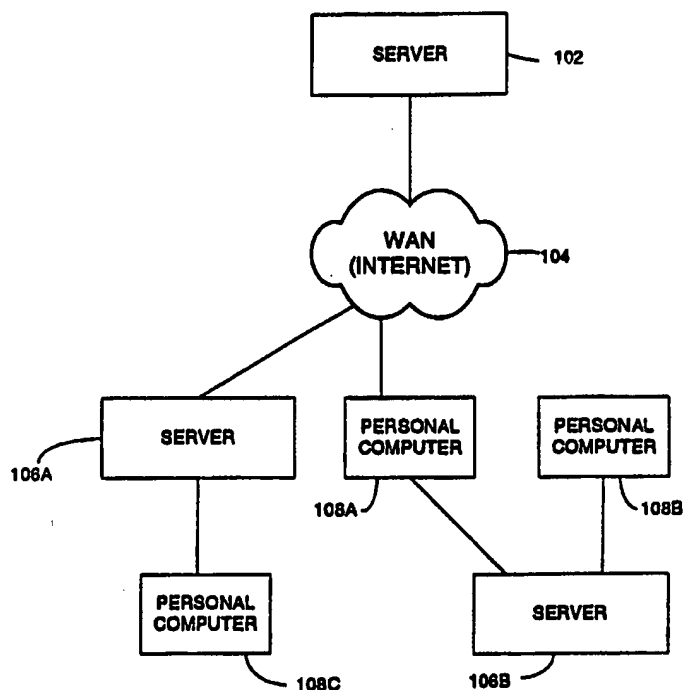 SERVER
102
WAN
(INTERNET)
104
SERVER
106A
PERSONAL
COMPUTER
108A
PERSONAL
COMPUTER
108B
PERSONAL
COMPUTER
108C
SERVER
106B